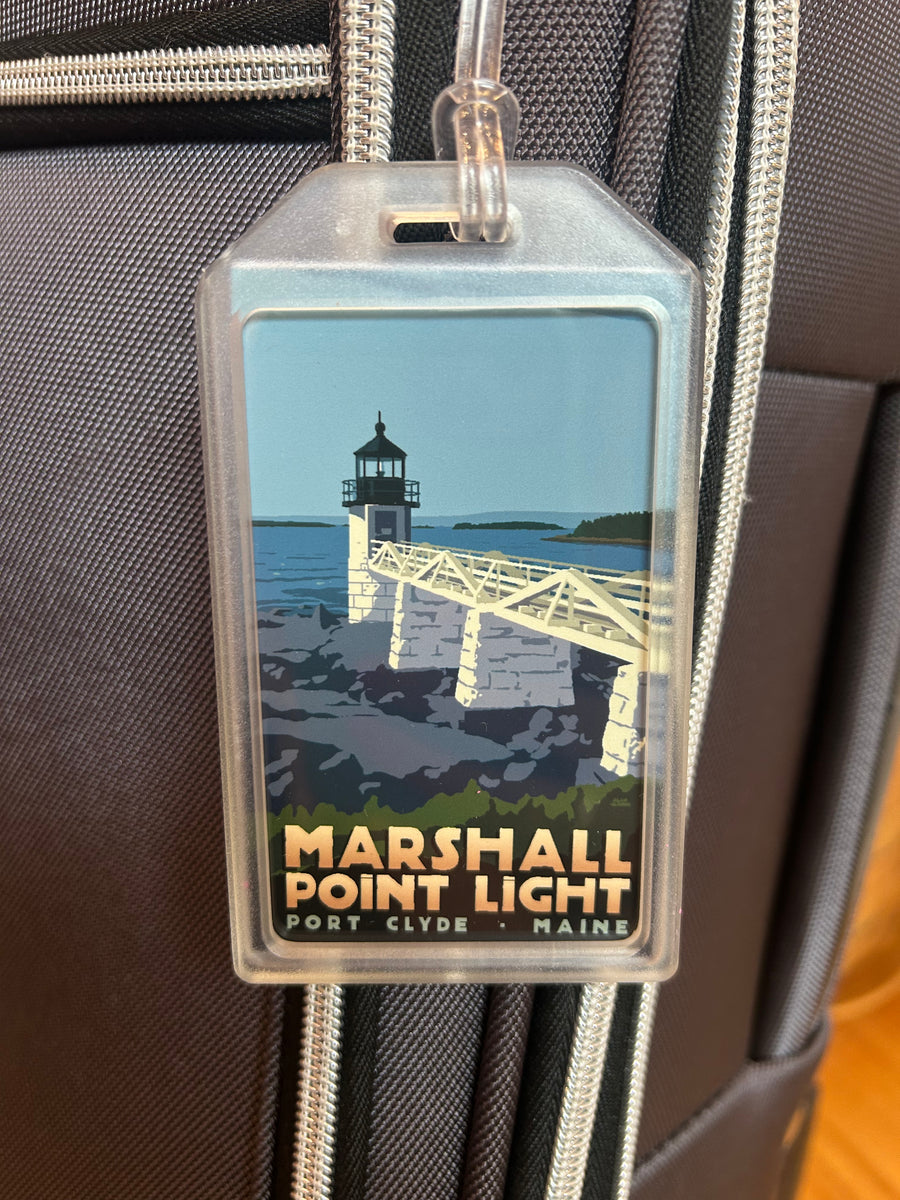 MARSHALL
POiNT LiGHT
PORT CLYDE · MAINE